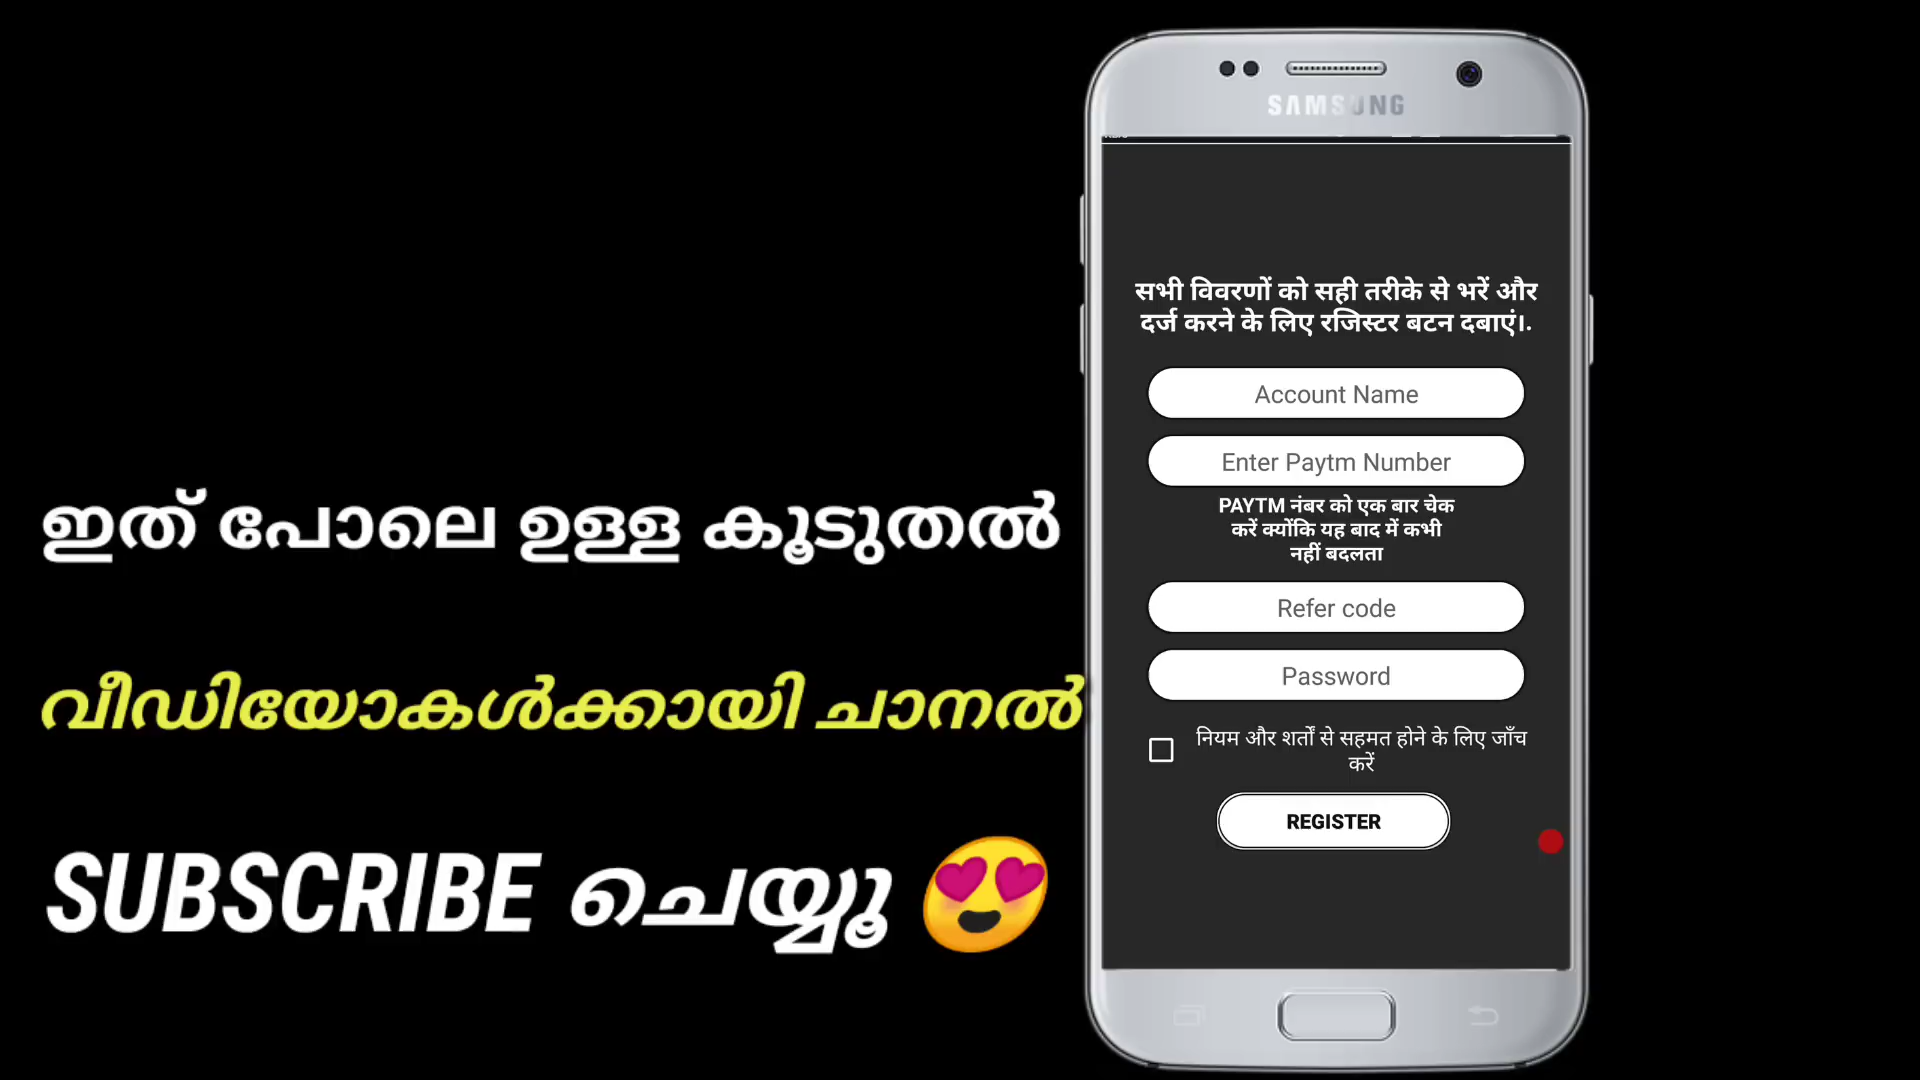 ഇത് പോലെ ഉള്ള കൂടുതൽ
വീഡിയോകൾക്കായി ചാനൽ
SUBSCRIBE ചെയ്യൂ 😍
SAMSUNG
सभी विवरणों को सही तरीके से भरें और
दर्ज करने के लिए रजिस्टर बटन दबाएं।.
Account Name
Enter Paytm Number
PAYTM नंबर को एक बार चेक
करें क्योंकि यह बाद में कभी
नहीं बदलता
Refer code
Password
नियम और शर्तों से सहमत होने के लिए जाँच
करें
REGISTER